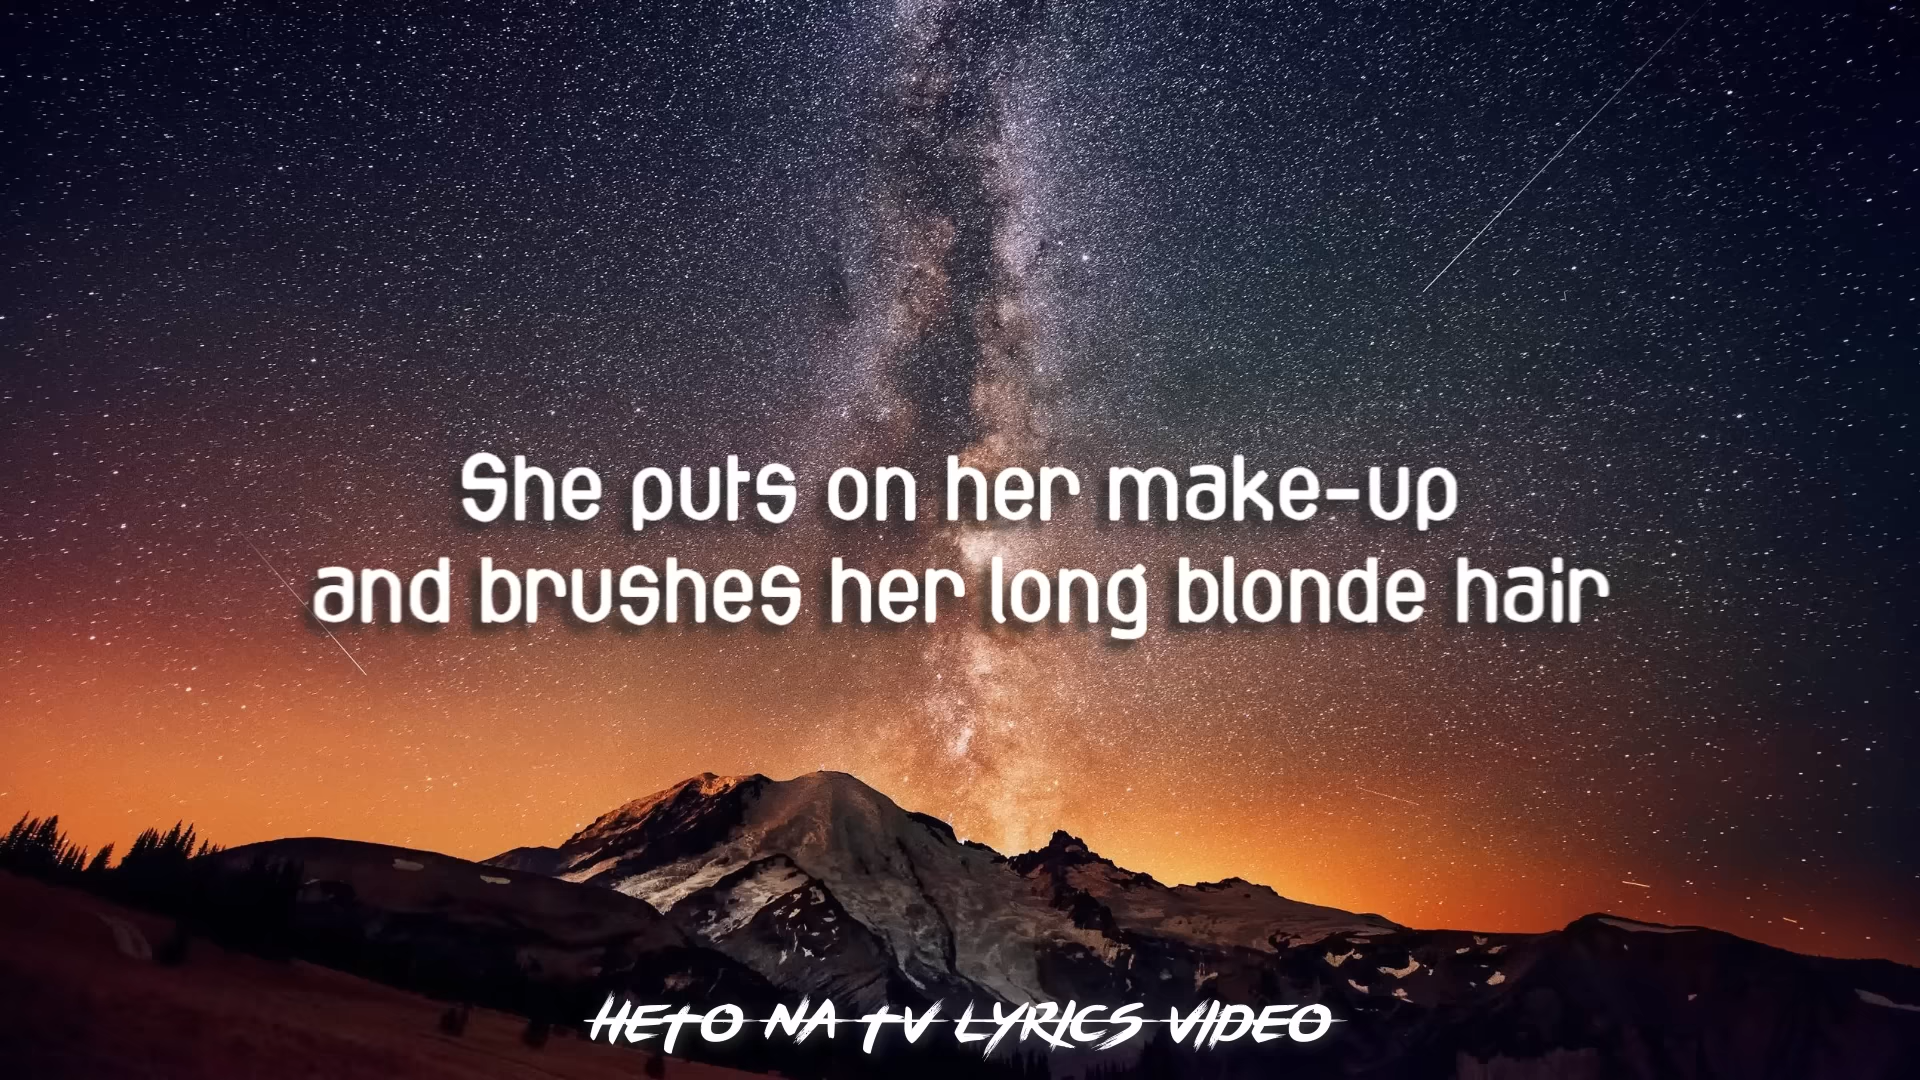 She puts on her make-up
and brushes her long blonde hair
HETO NA TV LYRICS VIDEO